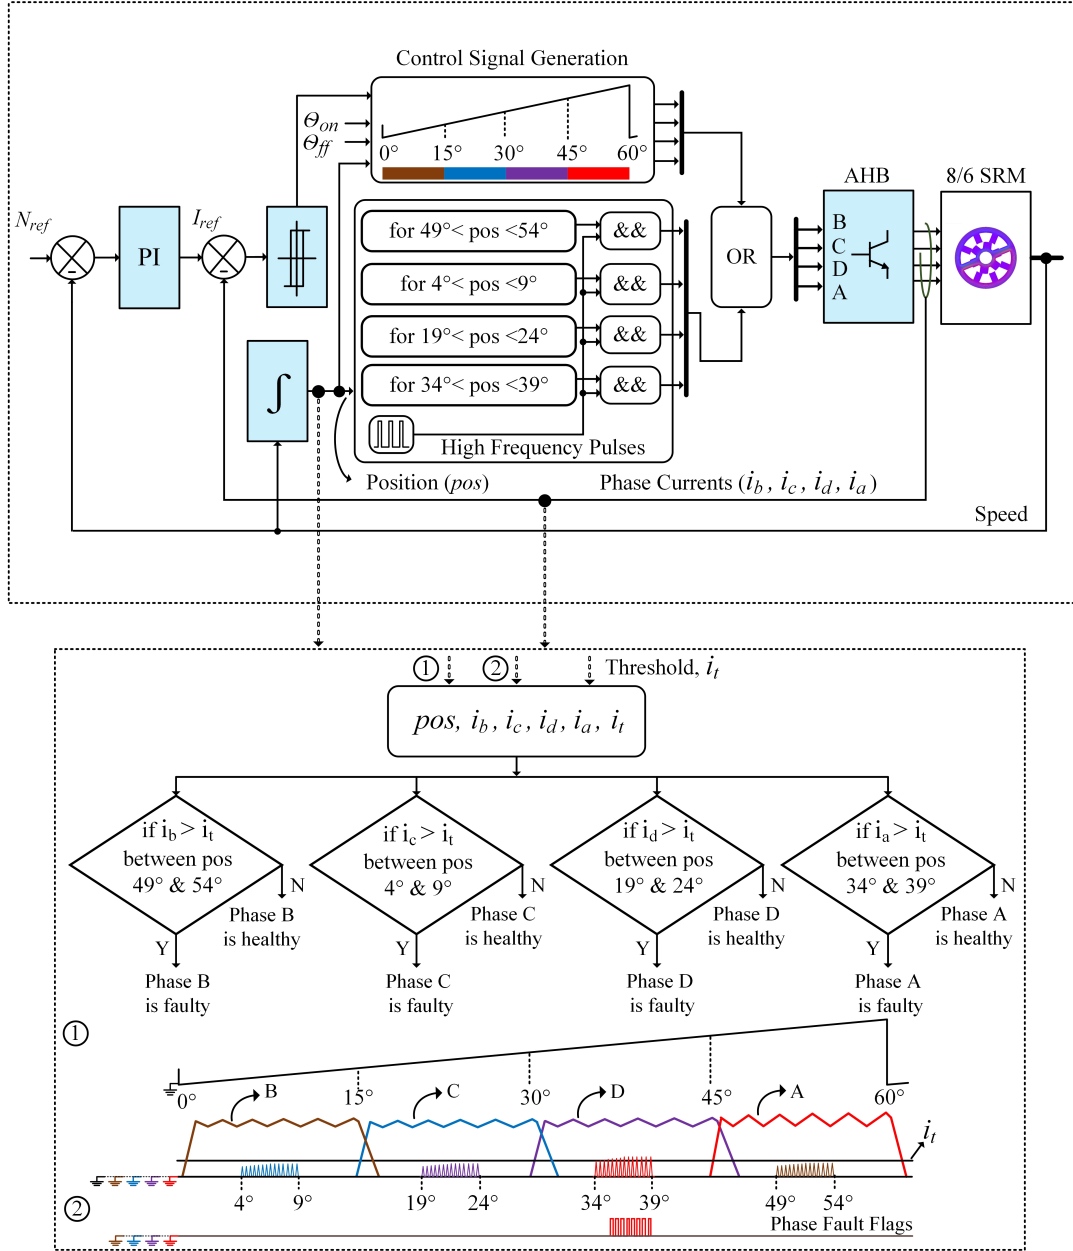 Control Signal Generation
Θon
Θff
0° 15° 30° 45° 60°
AHB
8/6 SRM
Nref
Iref
PI
for 49°< pos <54°
&&
for 4°< pos <9°
&&
for 19°< pos <24°
&&
for 34°< pos <39°
&&
OR
B
C
D
A
∫
High Frequency Pulses
Position (pos)
Phase Currents (ib, ic, id, ia)
Speed
1
2
Threshold, it
pos, ib, ic, id, ia, it
if ib > it
between pos
49° & 54°
N
Phase B
is healthy
Y
Phase B
is faulty
if ic > it
between pos
4° & 9°
N
Phase C
is healthy
Y
Phase C
is faulty
if id > it
between pos
19° & 24°
N
Phase D
is healthy
Y
Phase D
is faulty
if ia > it
between pos
34° & 39°
N
Phase A
is healthy
Y
Phase A
is faulty
1
0° 15° 30° 45° 60°
B C D A
it
4° 9° 19° 24° 34° 39° 49° 54°
2
Phase Fault Flags